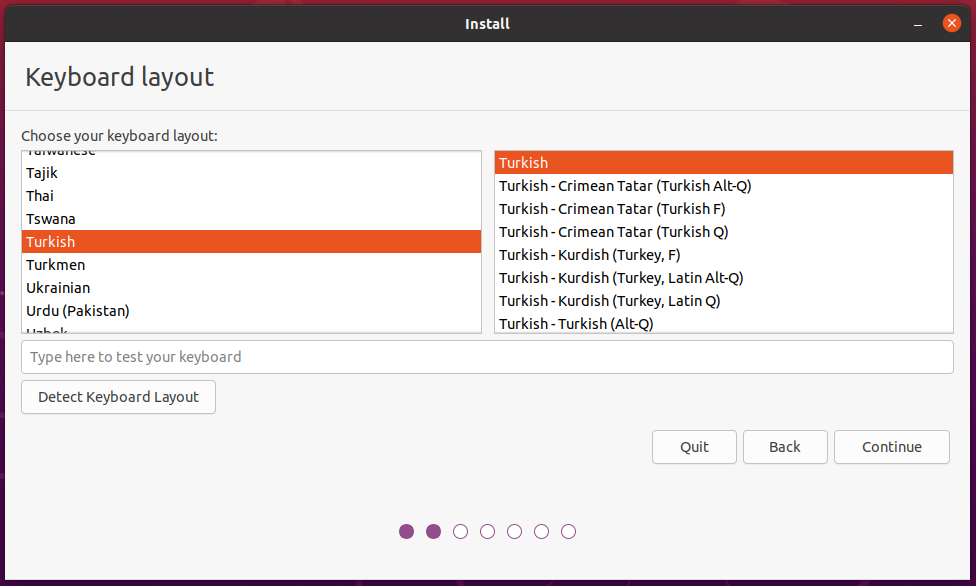 Install
Keyboard layout
Choose your keyboard layout:
Taiwanese
Tajik
Thai
Tswana
Turkish
Turkmen
Ukrainian
Urdu (Pakistan)
Uzbek
Turkish
Turkish - Crimean Tatar (Turkish Alt-Q)
Turkish - Crimean Tatar (Turkish F)
Turkish - Crimean Tatar (Turkish Q)
Turkish - Kurdish (Turkey, F)
Turkish - Kurdish (Turkey, Latin Alt-Q)
Turkish - Kurdish (Turkey, Latin Q)
Turkish - Turkish (Alt-Q)
Type here to test your keyboard
Detect Keyboard Layout
Quit
Back
Continue